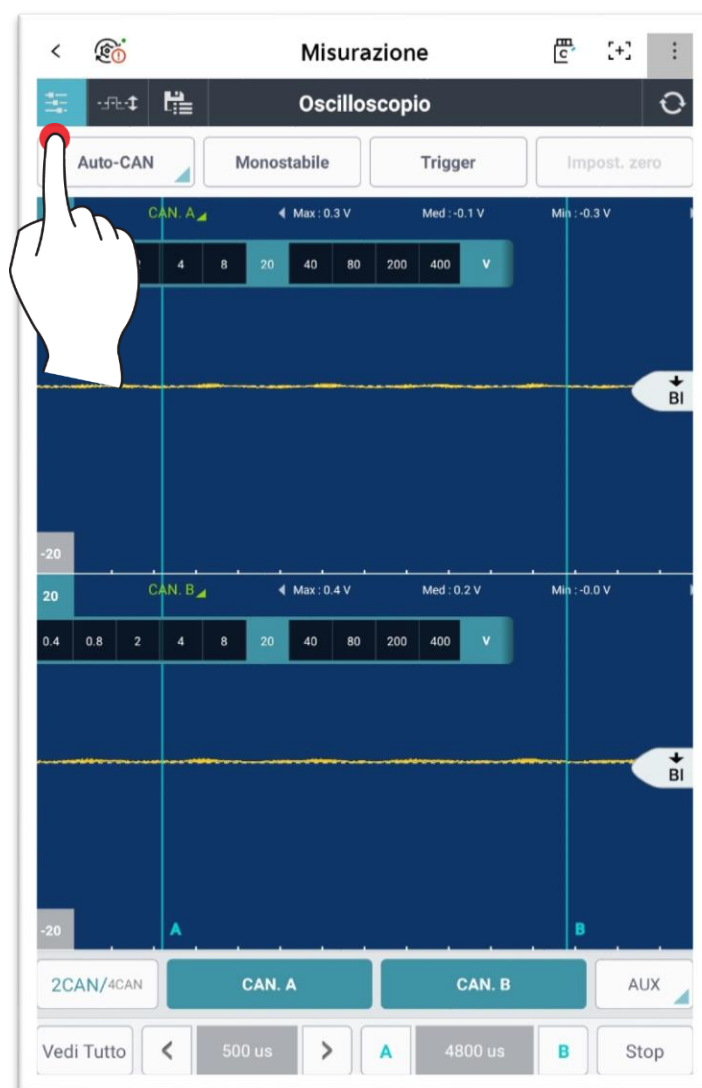 Misurazione
C
Oscilloscopio
Auto-CAN Monostabile Trigger Impost. zero
CAN. A Max : 0.3 V Med : -0.1 V Min : -0.3 V
4 8 20 40 80 200 400 V
BI
-20
20 CAN. B Max : 0.4 V Med : 0.2 V Min : -0.0 V
0.4 0.8 2 4 8 20 40 80 200 400 V
BI
-20 A B
2CAN/4CAN CAN. A CAN. B AUX
Vedi Tutto < 500 us > A 4800 us B Stop